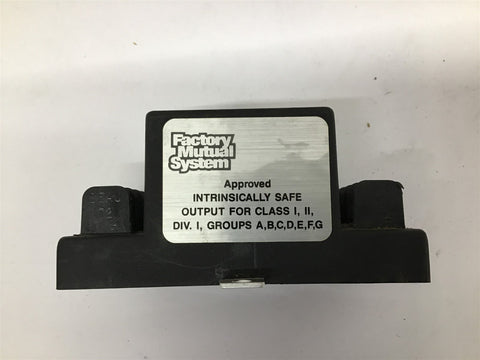 Factory
Mutual
System
Approved
INTRINSICALLY SAFE
OUTPUT FOR CLASS I, II,
DIV. I, GROUPS A,B,C,D,E,F,G